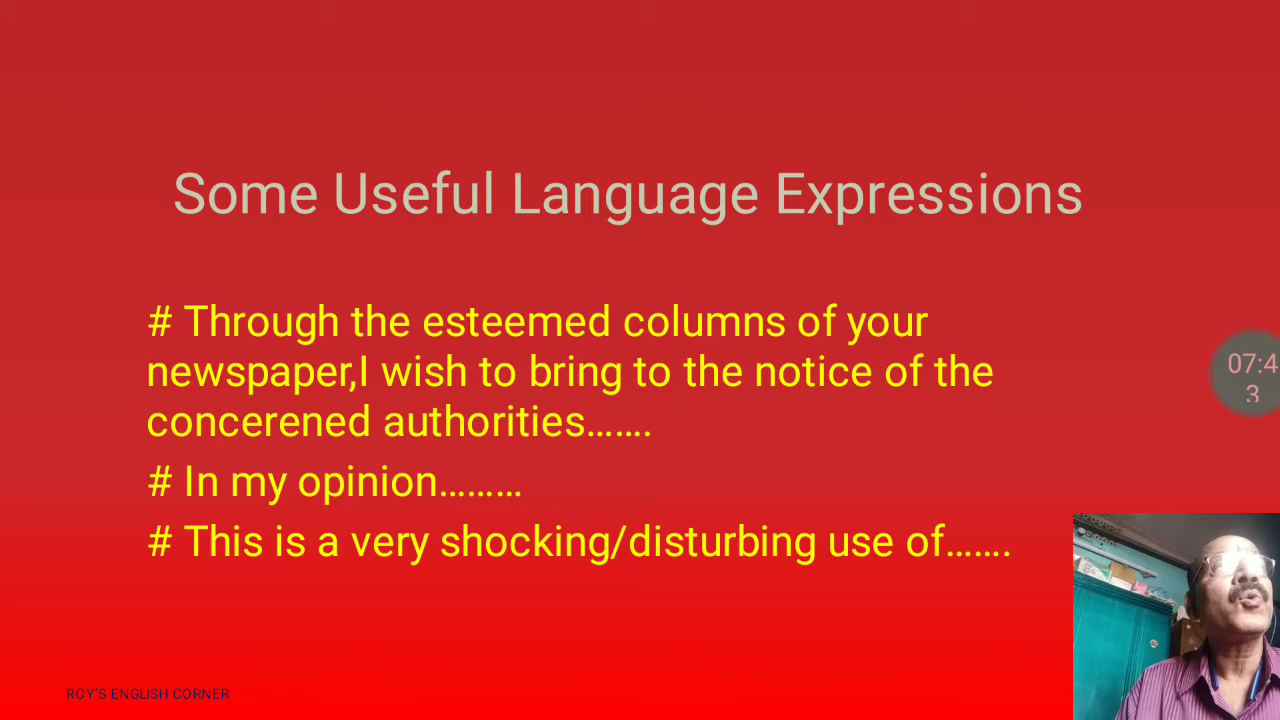 Some Useful Language Expressions
# Through the esteemed columns of your
newspaper,I wish to bring to the notice of the
concerened authorities…….
# In my opinion………
# This is a very shocking/disturbing use of…….
07:4
3
ROY'S ENGLISH CORNER